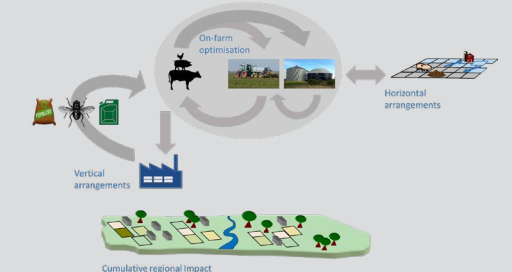 On-farm
optimisation
Horizontal
arrangements
Vertical
arrangements
Cumulative regional Impact